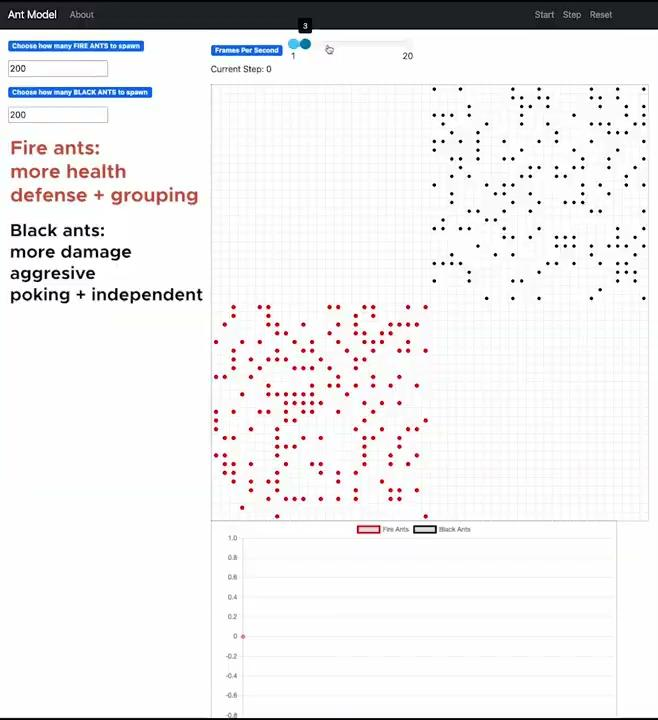 Ant Model About Start Step Reset
Choose how many FIRE ANTS to spawn
200
Choose how many BLACK ANTS to spawn
200
Fire ants:
more health
defense + grouping
Black ants:
more damage
aggresive
poking + independent
3
Frames Per Second
1 20
Current Step: 0
Fire Ants Black Ants
1.0
0.8
0.6
0.4
0.2
0
-0.2
-0.4
-0.6
-0.8